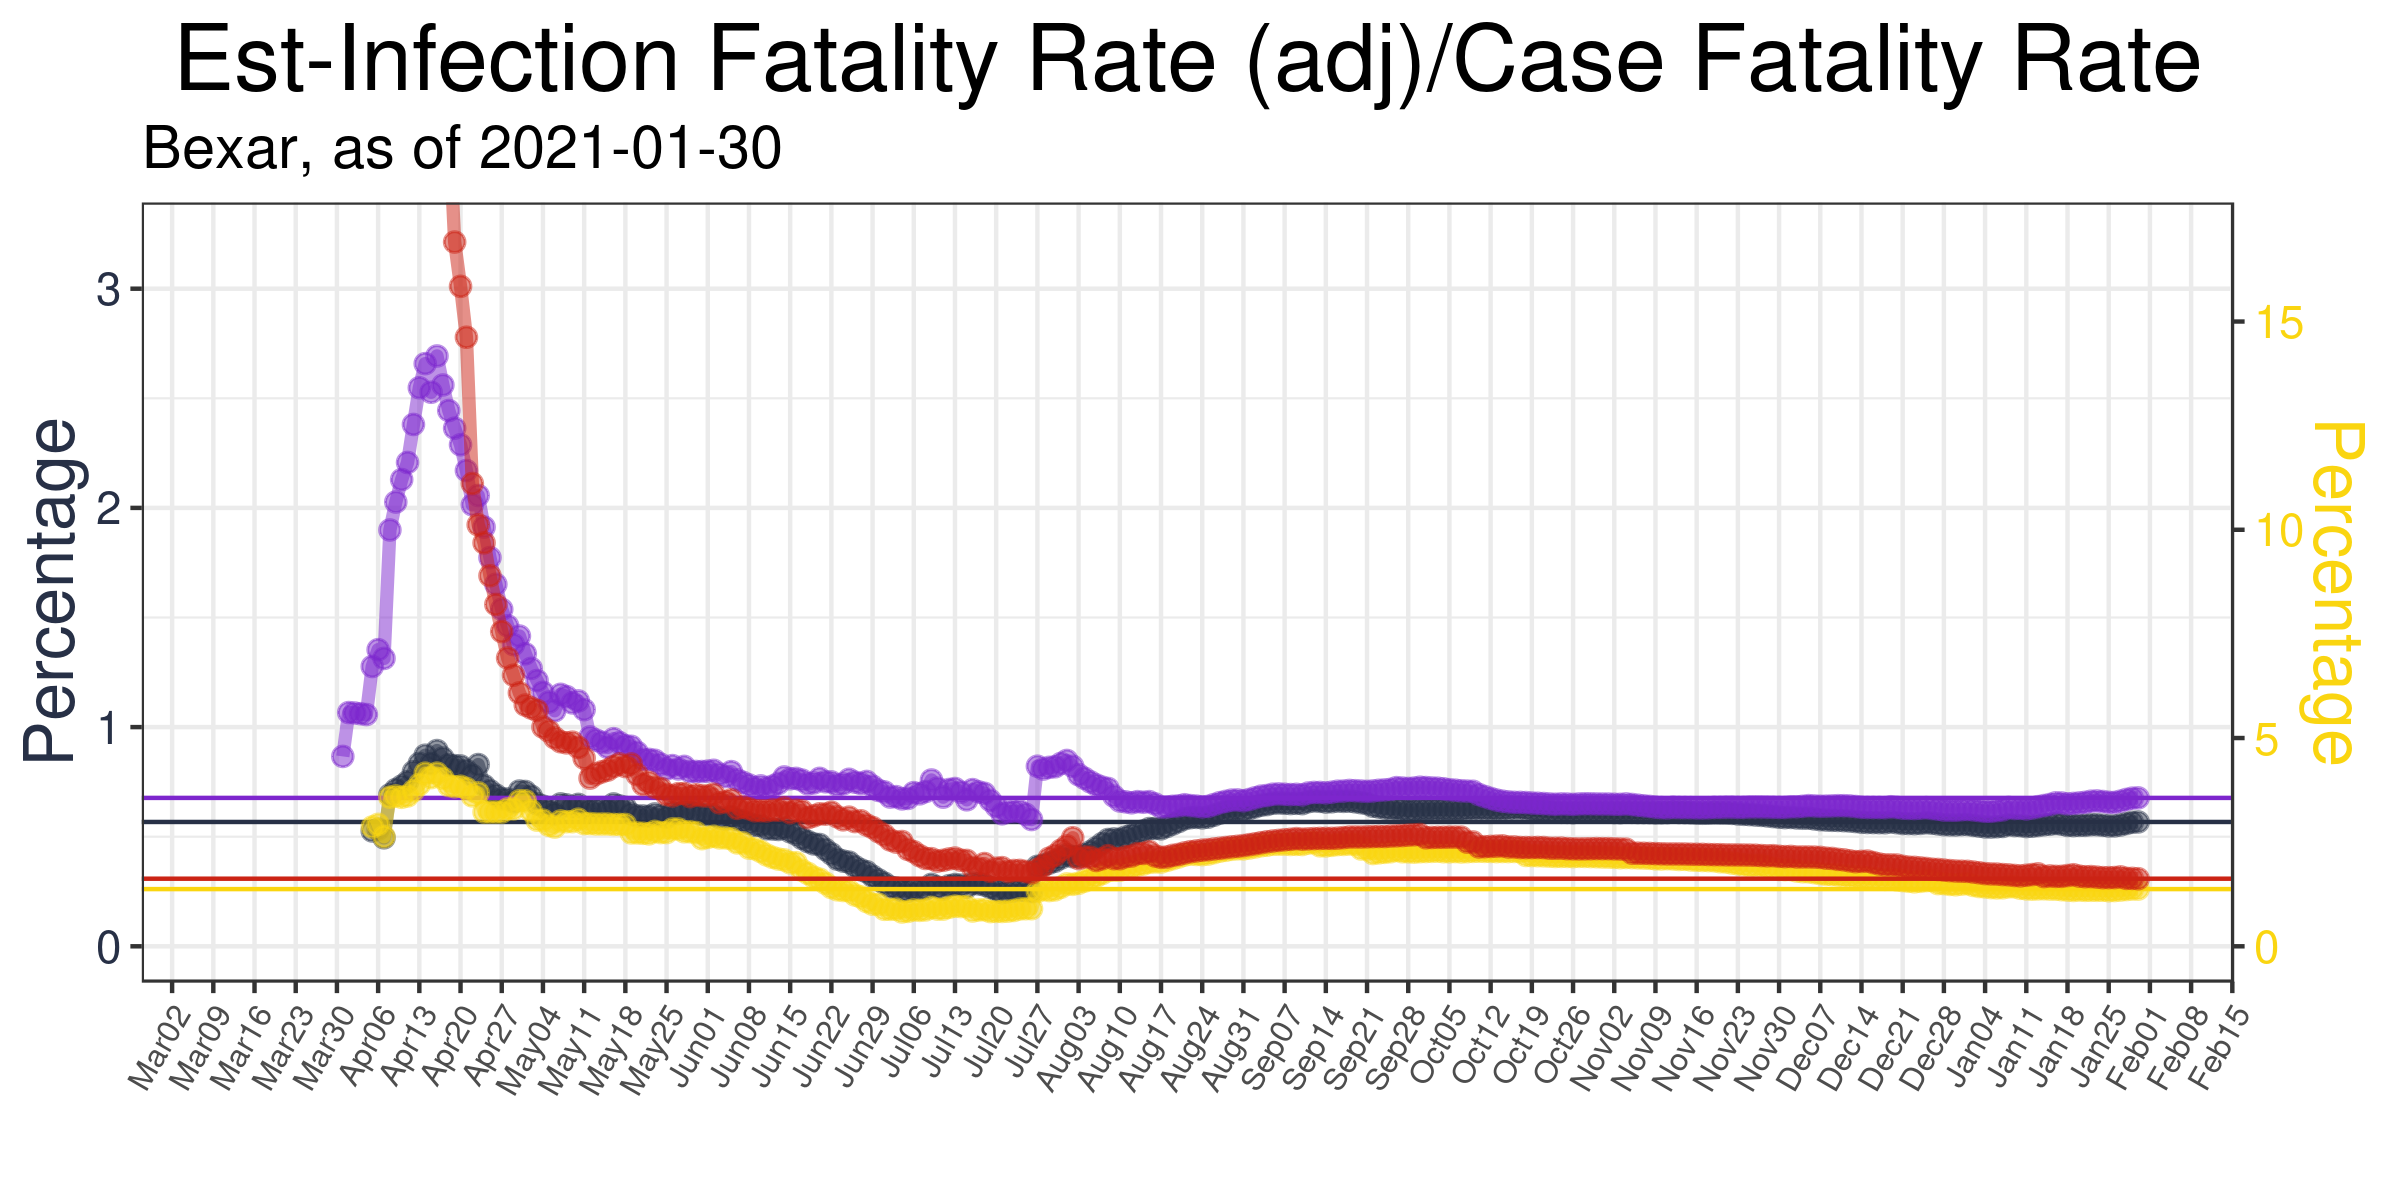 Est-Infection Fatality Rate (adj)/Case Fatality Rate
Bexar, as of 2021-01-30
Percentage
3
2
1
0
15
10
5
0
Percentage
Mar02
Mar09
Mar16
Mar23
Mar30
Apr06
Apr13
Apr20
Apr27
May04
May11
May18
May25
Jun01
Jun08
Jun15
Jun22
Jun29
Jul06
Jul13
Jul20
Jul27
Aug03
Aug10
Aug17
Aug24
Aug31
Sep07
Sep14
Sep21
Sep28
Oct05
Oct12
Oct19
Oct26
Nov02
Nov09
Nov16
Nov23
Nov30
Dec07
Dec14
Dec21
Dec28
Jan04
Jan11
Jan18
Jan25
Feb01
Feb08
Feb15